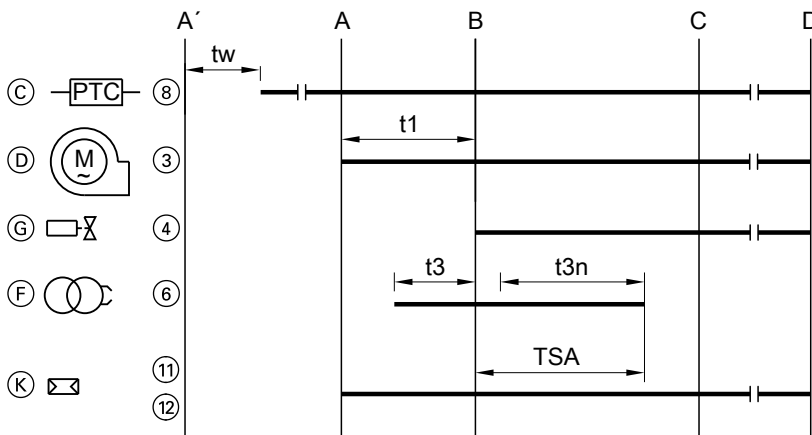 A´ A B C D
tw
C PTC 8
t1
D M ~ 3
G 4
t3 t3n
F 6
TSA
11
K
12